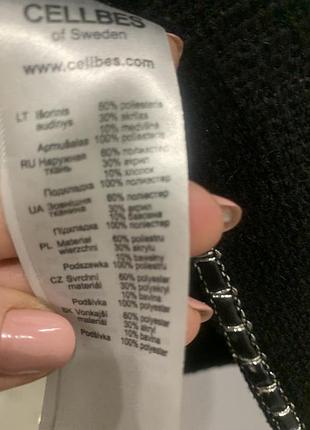 CELLBES
of Sweden
www.cellbes.com
LT Išorinis 60% poliesteris
audinys 30% akrilas
10% medvilnė
Apmušalas 100% poliesteris
RU Наружная 60% полиэстер
ткань 30% акрил
10% хлопок
Подкладка 100% полиэстер
UA Зовнішня 60% поліестер
тканина 30% акрил
10% бавовна
Підкладка 100% поліестер
PL Materiał 60% poliestru
wierzchni 30% akrylu
10% bawełny
Podszewka 100% poliestru
CZ Svrchní 60% polyester
materiál 30% akryl
10% bavlna
Podšívka 100% polyester
SK Vonkajší 60% polyester
materiál 30% akryl
10% bavlna
Podšívka 100% polyester